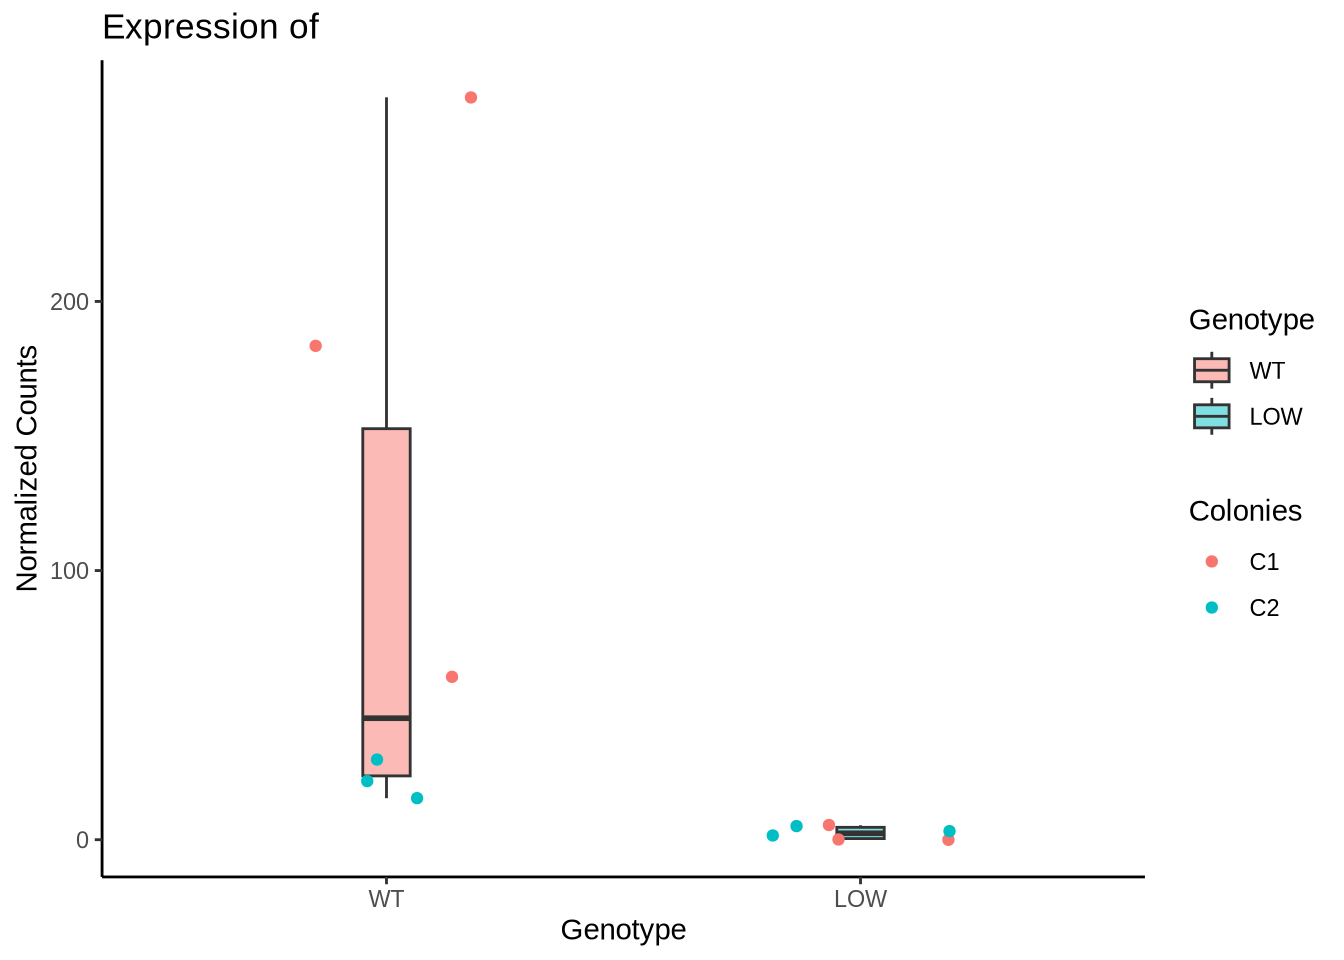 Expression of
Normalized Counts
200
100
0
WT
LOW
Genotype
Genotype
WT
LOW
Colonies
C1
C2